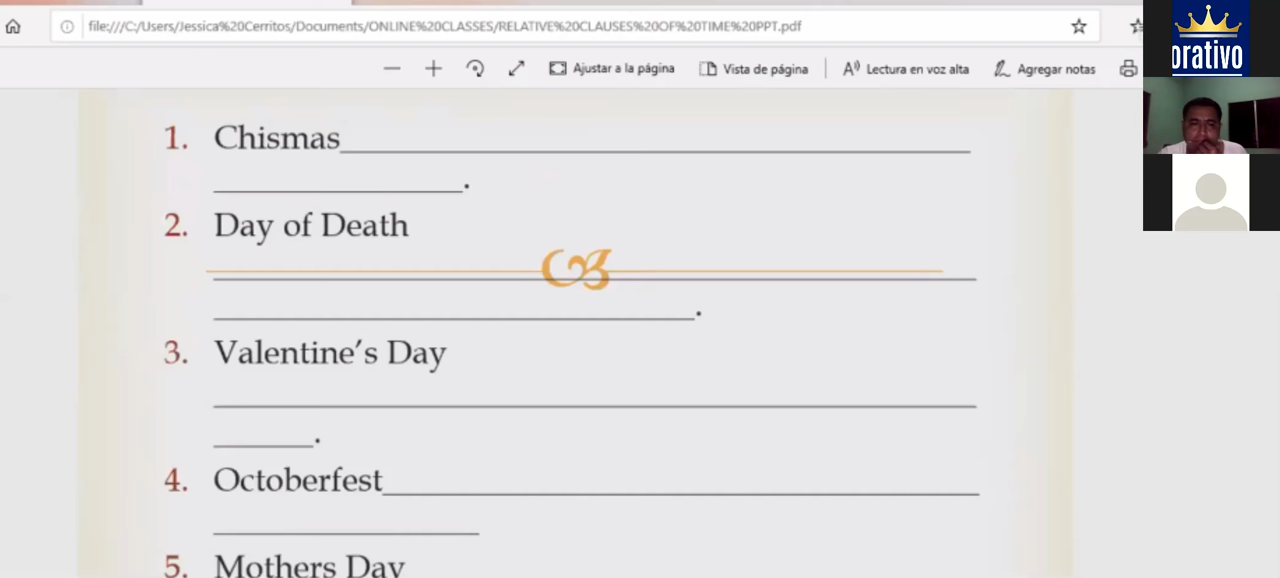 file:///C:/Users/Jessica%20Cerritos/Documents/ONLINE%20CLASSES/RELATIVE%20CLAUSES%20OF%20TIME%20PPT.pdf
Ajustar a la página Vista de página Lectura en voz alta Agregar notas
orativo
1. Chismas
.
2. Day of Death
.
3. Valentine's Day
.
4. Octoberfest
5. Mothers Day